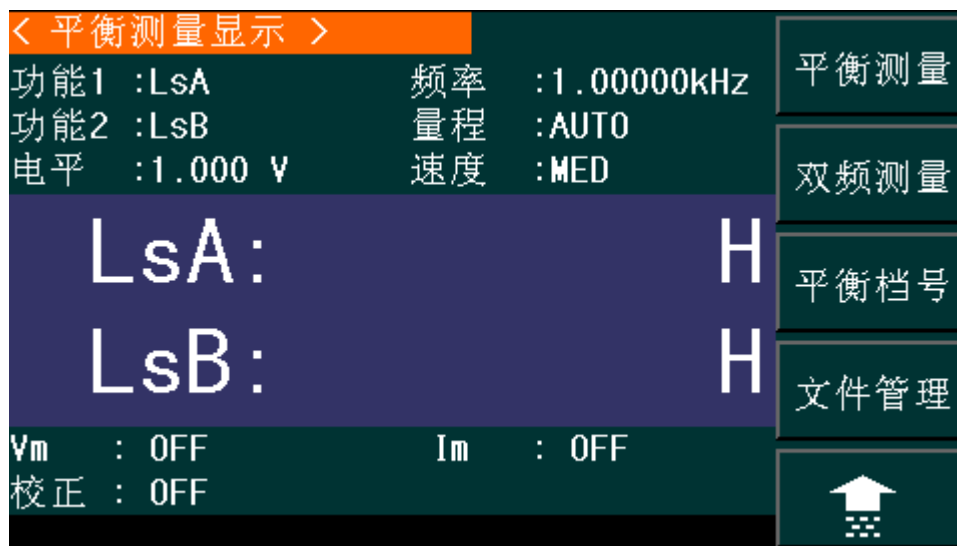 < 平衡测量显示 >
功能1 :LsA 频率 :1.00000kHz
功能2 :LsB 量程 :AUTO
电平 :1.000 V 速度 :MED
LsA: H
LsB: H
Vm : OFF Im : OFF
校正 : OFF
平衡测量
双频测量
平衡档号
文件管理